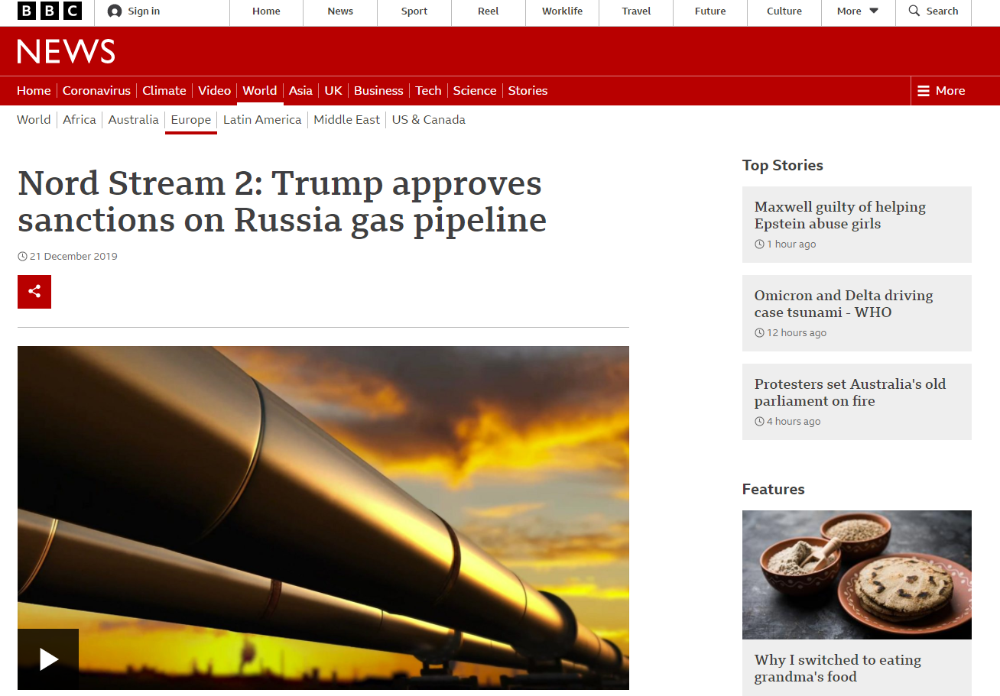 BBC
Sign in
Home
News
Sport
Reel
Worklife
Travel
Future
Culture
More
Search
NEWS
Home
Coronavirus
Climate
Video
World
Asia
UK
Business
Tech
Science
Stories
More
World
Africa
Australia
Europe
Latin America
Middle East
US & Canada
Nord Stream 2: Trump approves
sanctions on Russia gas pipeline
21 December 2019
Top Stories
Maxwell guilty of helping
Epstein abuse girls
1 hour ago
Omicron and Delta driving
case tsunami - WHO
12 hours ago
Protesters set Australia's old
parliament on fire
4 hours ago
Features
Why I switched to eating
grandma's food